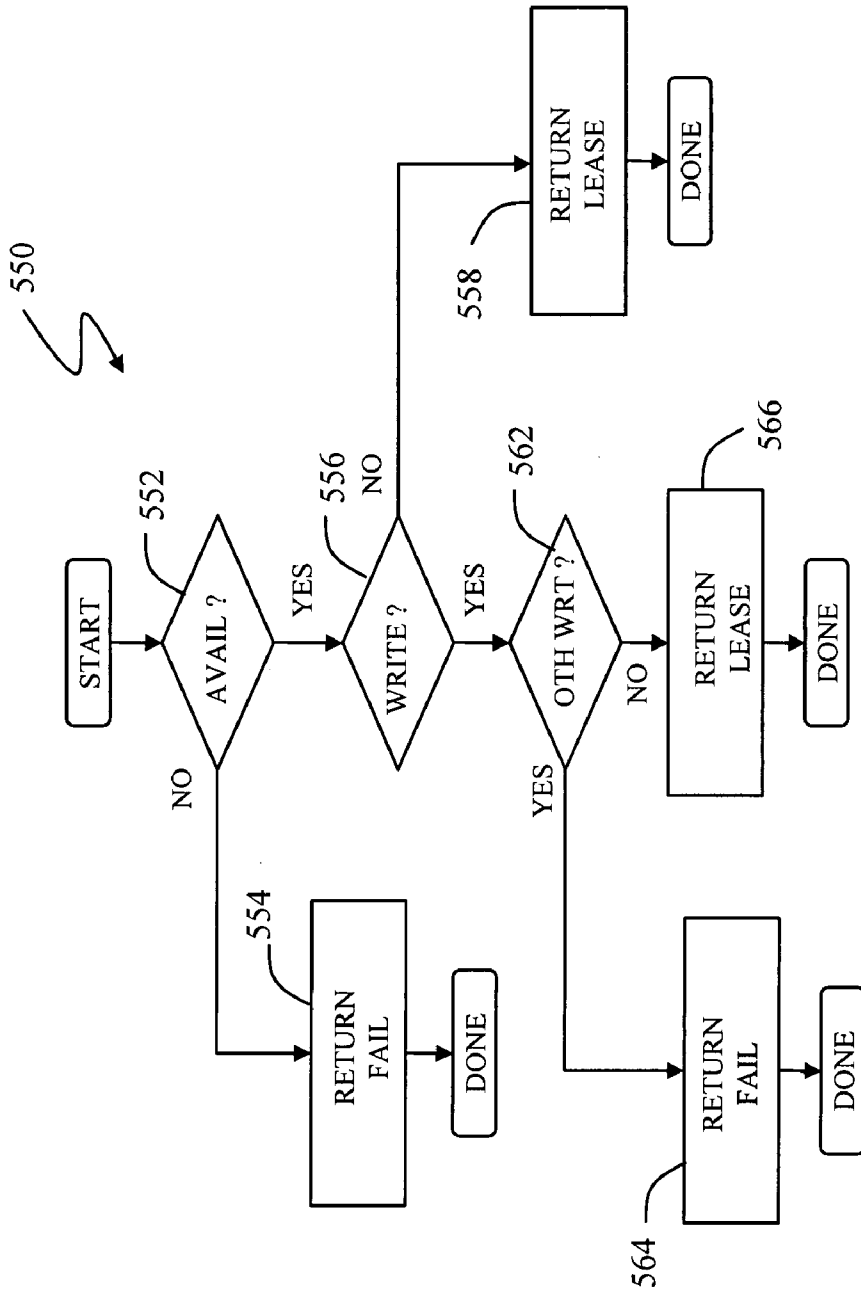 550
START
552
AVAIL ?
NO
YES
554
RETURN
FAIL
DONE
556
WRITE ?
NO
YES
558
RETURN
LEASE
DONE
562
OTH WRT ?
YES
NO
564
RETURN
FAIL
DONE
566
RETURN
LEASE
DONE